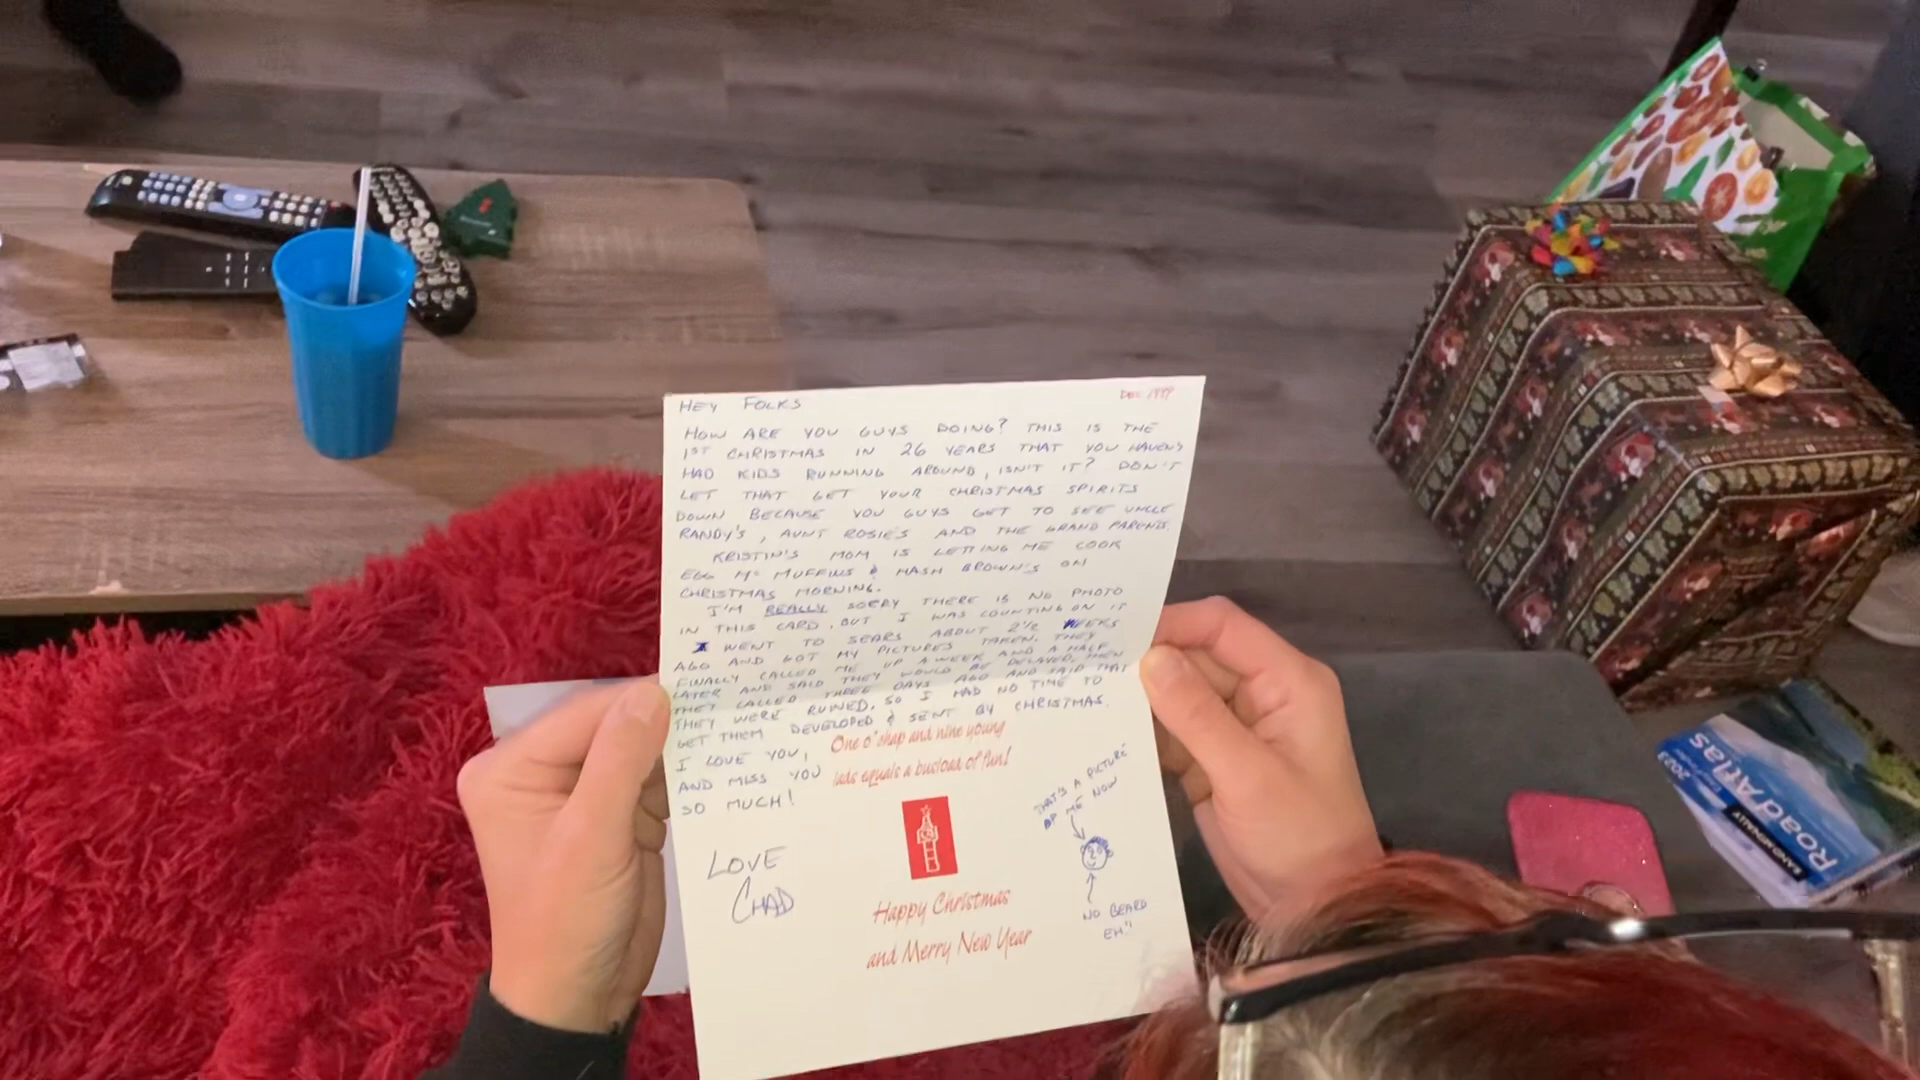 HEY FOLKS
DEC 1997
HOW ARE YOU GUYS DOING? THIS IS THE
1ST CHRISTMAS IN 26 YEARS THAT YOU HAVEN'T
HAD KIDS RUNNING AROUND, ISN'T IT? DON'T
LET THAT GET YOUR CHRISTMAS SPIRITS
DOWN BECAUSE YOU GUYS GET TO SEE UNCLE
RANDY'S, AUNT ROSIE'S AND THE GRAND PARENTS.
KRISTIN'S MOM IS LETTING ME COOK
EGG Mc MUFFINS & HASH BROWN'S ON
CHRISTMAS MORNING.
I'M REALLY SORRY THERE IS NO PHOTO
IN THIS CARD. BUT I WAS COUNTING ON IT
I WENT TO SEARS ABOUT 2 1/2 WEEKS
AGO AND GOT MY PICTURES TAKEN. THEY
FINALLY CALLED ME UP A WEEK AND A HALF
LATER AND SAID THEY WOULD BE DELAYED. THEN
THEY CALLED THREE DAYS AGO AND SAID THAT
THEY WERE RUINED. SO I HAD NO TIME TO
GET THEM DEVELOPED & SENT BY CHRISTMAS.
I LOVE YOU,
AND MISS YOU
SO MUCH!
LOVE
CHAD
One o' chap and nine young
lads equals a busload of fun!
Happy Christmas
and Merry New Year
THAT'S A PICTURE
OF ME NOW
NO BEARD
EH!!
2023
Road Atlas
RAND MCNALLY